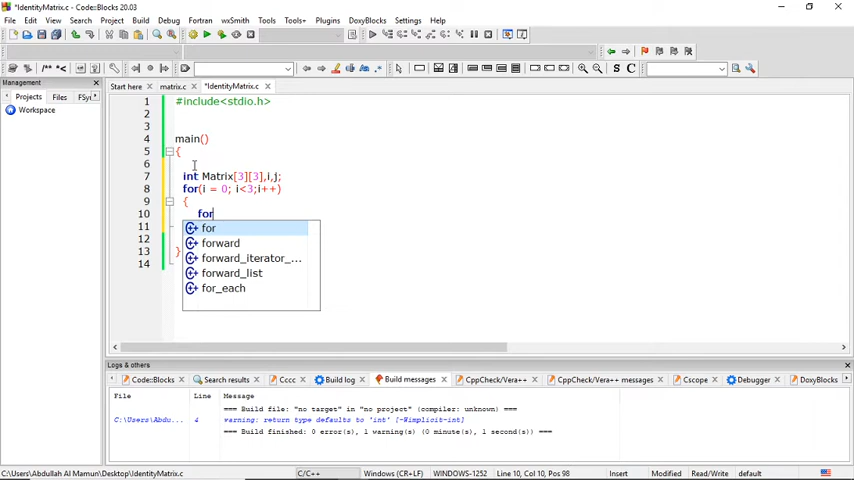 *IdentityMatrix.c - Code::Blocks 20.03
File Edit View Search Project Build Debug Fortran wxSmith Tools Tools+ Plugins DoxyBlocks Settings Help
/** *<
S C
Management
Projects Files FSy
Workspace
Start here matrix.c *IdentityMatrix.c
1 #include<stdio.h>
2
3
4 main()
5 {
6
7 int Matrix[3][3],i,j;
8 for(i = 0; i<3;i++)
9 {
10 for
11
12
13 }
14
for
forward
forward_iterator_...
forward_list
for_each
Logs & others
Code::Blocks Search results Cccc Build log Build messages CppCheck/Vera++ CppCheck/Vera++ messages Cscope Debugger DoxyBlocks
File Line Message
=== Build file: "no target" in "no project" (compiler: unknown) ===
C:\Users\Abdu... 4 warning: return type defaults to 'int' [-Wimplicit-int]
=== Build finished: 0 error(s), 1 warning(s) (0 minute(s), 1 second(s)) ===
C:\Users\Abdullah Al Mamun\Desktop\IdentityMatrix.c C/C++ Windows (CR+LF) WINDOWS-1252 Line 10, Col 10, Pos 98 Insert Modified Read/Write default